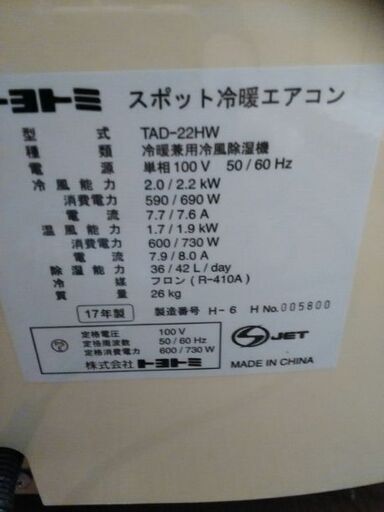 トヨトミ スポット冷暖エアコン
型式 TAD-22HW
種類 冷暖兼用冷風除湿機
電源 単相100V 50/60Hz
冷風能力 2.0/2.2kW
消費電力 590/690W
電流 7.7/7.6A
温風能力 1.7/1.9kW
消費電力 600/730W
電流 7.9/8.0A
除湿能力 36/42L/day
冷媒 フロン(R-410A)
質量 26kg
17年製 製造番号 H-6 H No.005800
定格電圧 100V
定格周波数 50/60Hz
定格消費電力 600/730W
株式会社トヨトミ
S JET
MADE IN CHINA